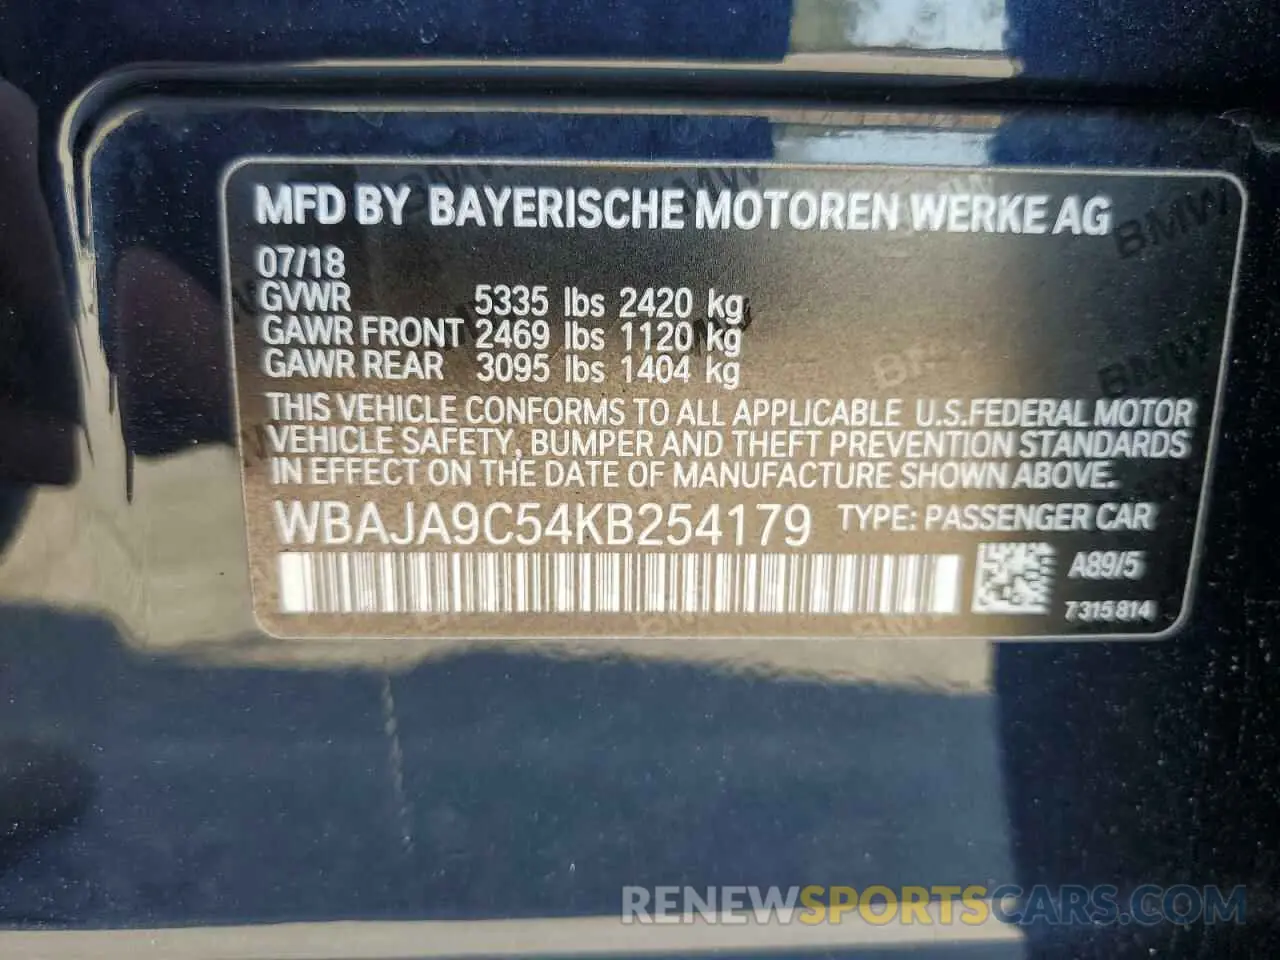 MFD BY BAYERISCHE MOTOREN WERKE AG
07/18
GVWR 5335 lbs 2420 kg
GAWR FRONT 2469 lbs 1120 kg
GAWR REAR 3095 lbs 1404 kg
THIS VEHICLE CONFORMS TO ALL APPLICABLE U.S.FEDERAL MOTOR
VEHICLE SAFETY, BUMPER AND THEFT PREVENTION STANDARDS
IN EFFECT ON THE DATE OF MANUFACTURE SHOWN ABOVE.
WBAJA9C54KB254179 TYPE: PASSENGER CAR
A89/5
7315814
RENEWSPORTSCARS.COM